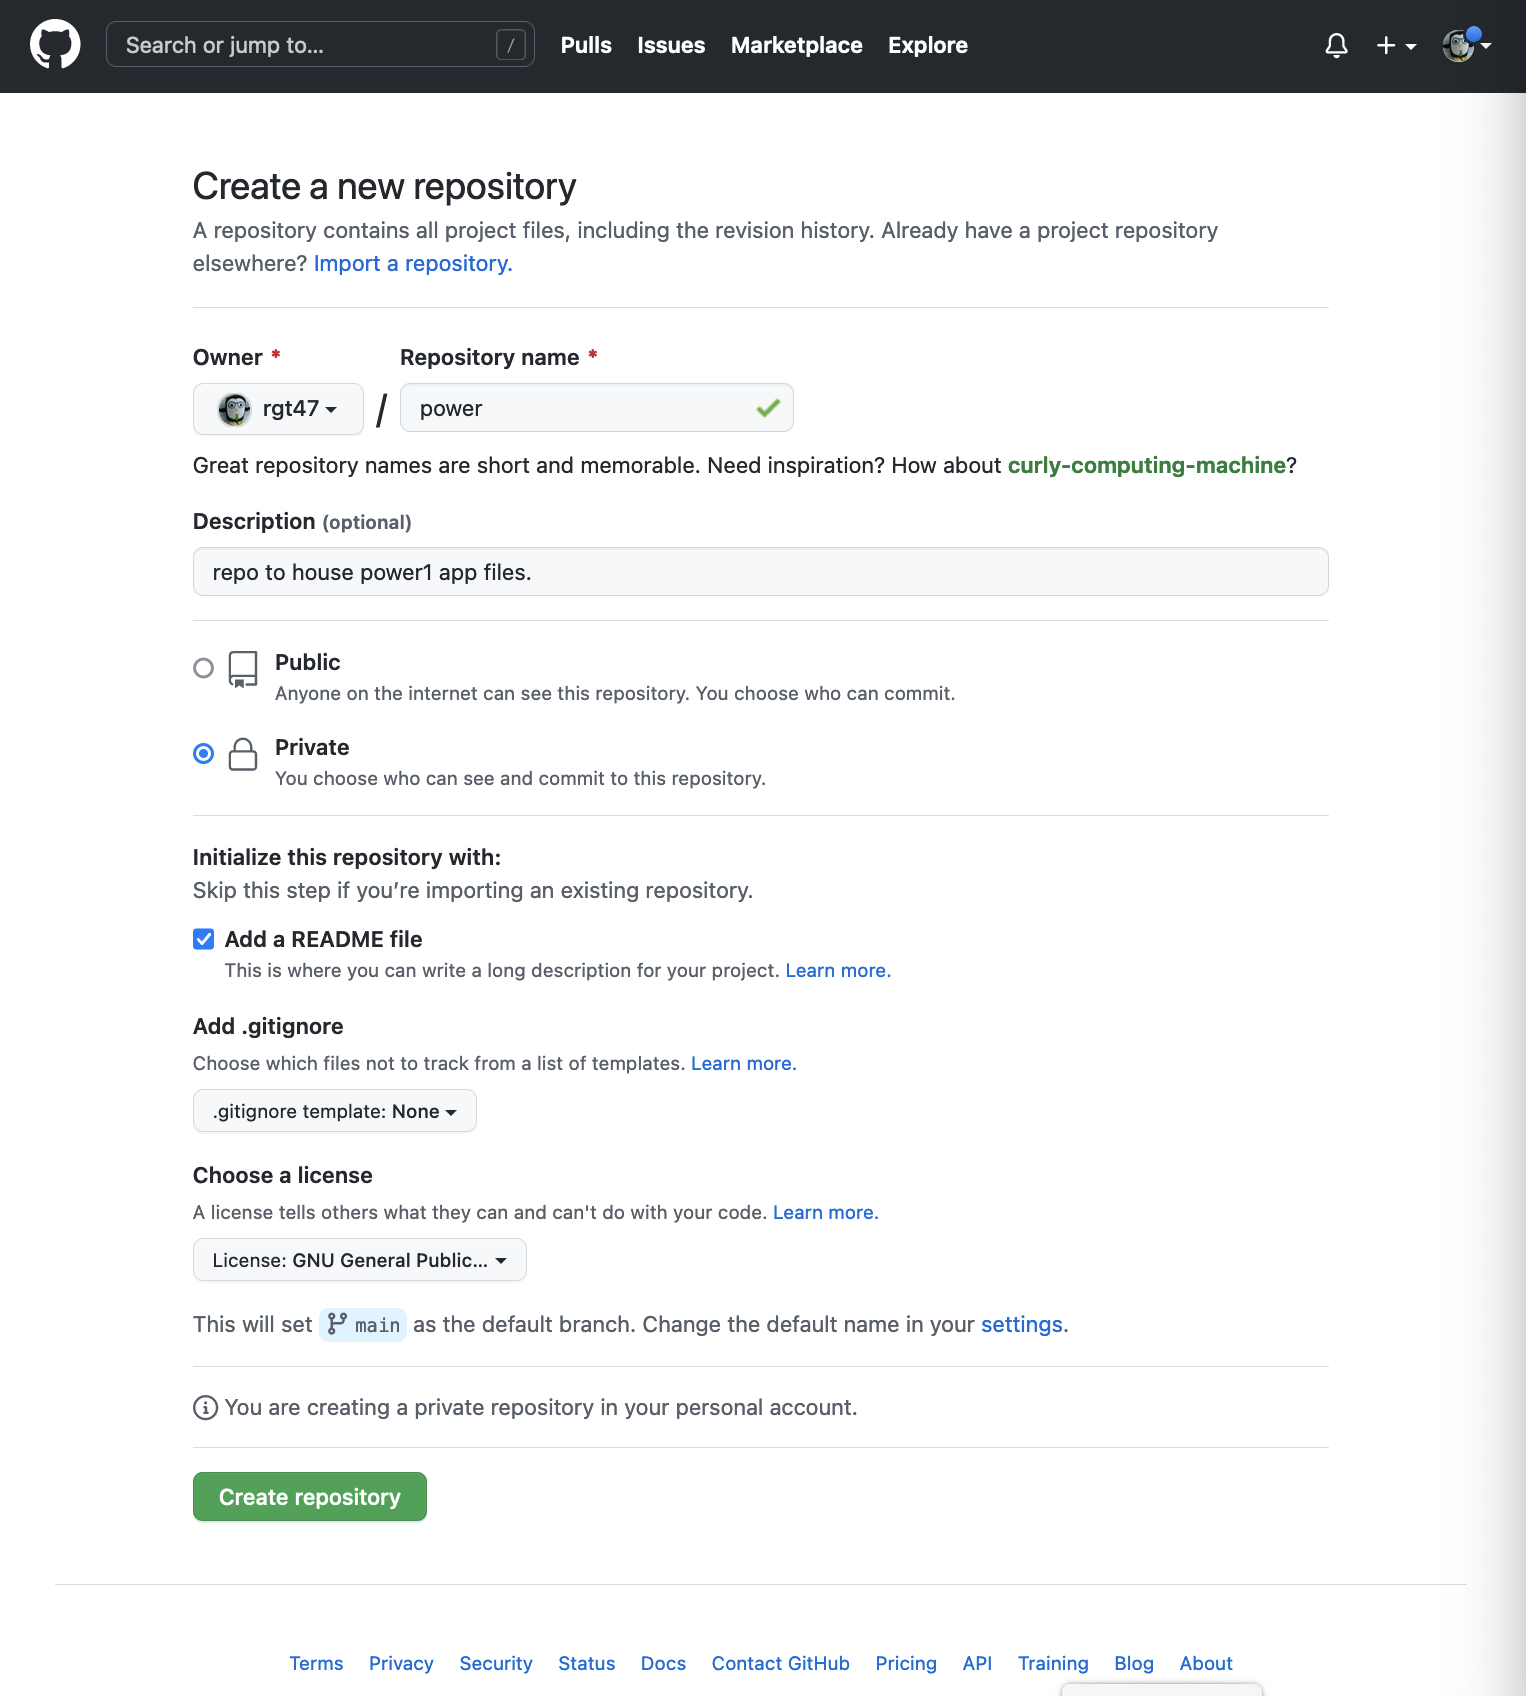 Search or jump to... / Pulls Issues Marketplace Explore
Create a new repository
A repository contains all project files, including the revision history. Already have a project repository
elsewhere? Import a repository.
Owner * Repository name *
rgt47 / power
Great repository names are short and memorable. Need inspiration? How about curly-computing-machine?
Description (optional)
repo to house power1 app files.
Public
Anyone on the internet can see this repository. You choose who can commit.
Private
You choose who can see and commit to this repository.
Initialize this repository with:
Skip this step if you’re importing an existing repository.
Add a README file
This is where you can write a long description for your project. Learn more.
Add .gitignore
Choose which files not to track from a list of templates. Learn more.
.gitignore template: None
Choose a license
A license tells others what they can and can't do with your code. Learn more.
License: GNU General Public...
This will set main as the default branch. Change the default name in your settings.
You are creating a private repository in your personal account.
Create repository
Terms Privacy Security Status Docs Contact GitHub Pricing API Training Blog About